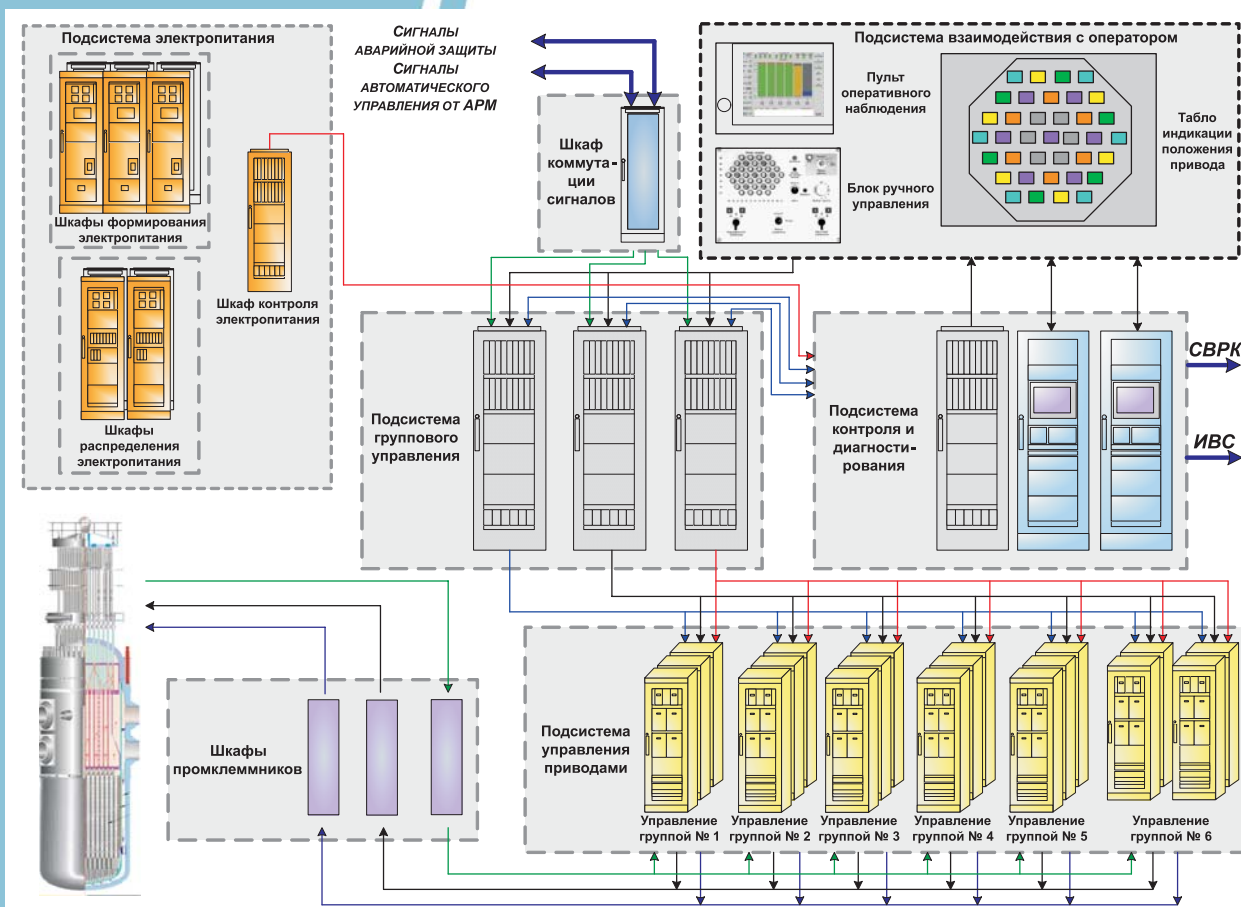 Подсистема электропитания
Шкафы формирования
электропитания
Шкаф контроля
электропитания
Шкафы
распределения
электропитания
Сигналы
аварийной защиты
Сигналы
автоматического
управления от АРМ
Шкаф
коммута-
ции
сигналов
Подсистема взаимодействия с оператором
Пульт
оперативного
наблюдения
Блок ручного
управления
Табло
индикации
положения
привода
Подсистема
группового
управления
Подсистема
контроля и
диагности-
рования
СВРК
ИВС
Шкафы
промклеммников
Подсистема
управления
приводами
Управление
группой № 1
Управление
группой № 2
Управление
группой № 3
Управление
группой № 4
Управление
группой № 5
Управление
группой № 6